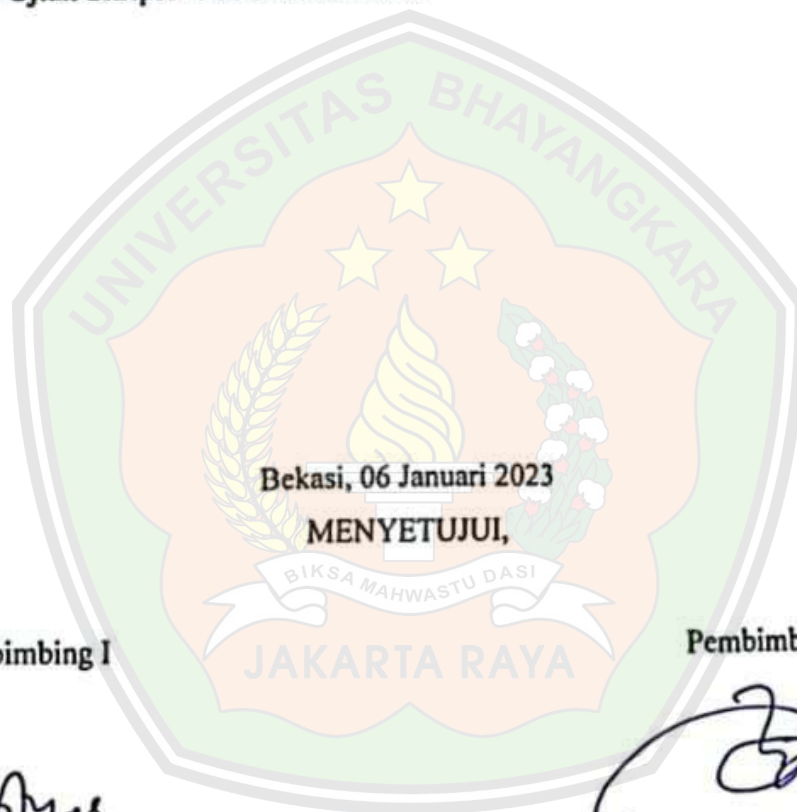 UNIVERSITAS BHAYANGKARA
Bekasi, 06 Januari 2023
MENYETUJUI,
BIKSA MAHWASTU DASI
JAKARTA RAYA
bimbing I
Pembimb